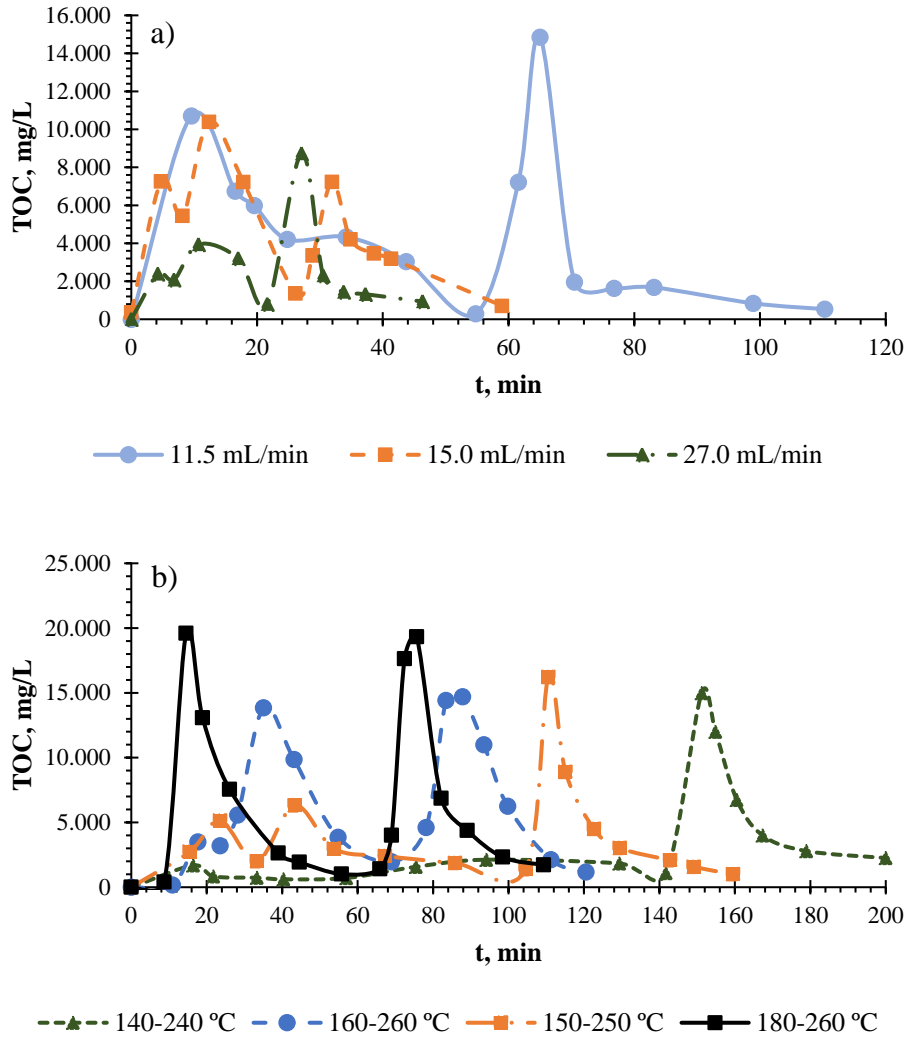 a)
TOC, mg/L
16.000
14.000
12.000
10.000
8.000
6.000
4.000
2.000
0
0 20 40 60 80 100 120
t, min
11.5 mL/min 15.0 mL/min 27.0 mL/min
b)
TOC, mg/L
25.000
20.000
15.000
10.000
5.000
0
0 20 40 60 80 100 120 140 160 180 200
t, min
140-240 ºC 160-260 ºC 150-250 ºC 180-260 ºC